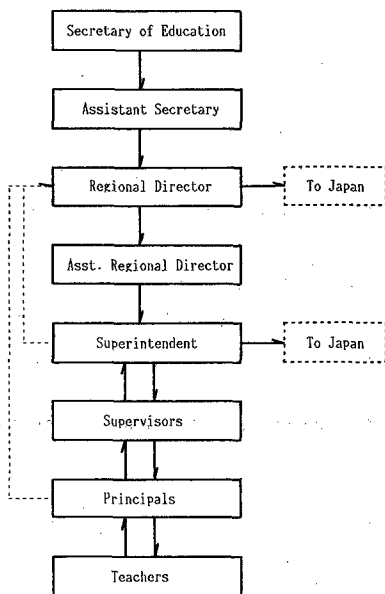 Secretary of Education
Assistant Secretary
Regional Director
To Japan
Asst. Regional Director
Superintendent
To Japan
Supervisors
Principals
Teachers